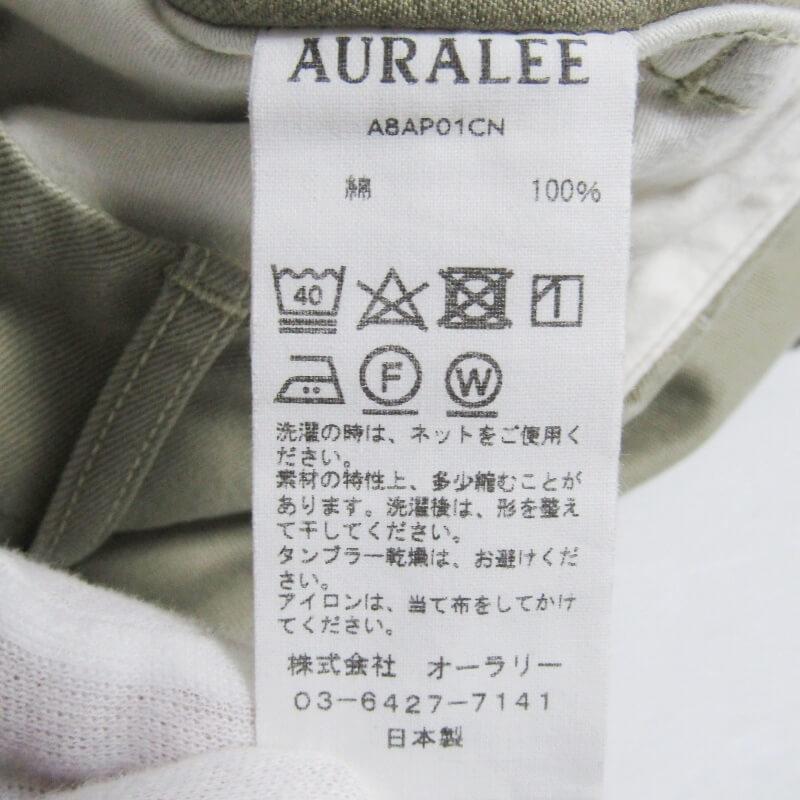 AURALEE
A8AP01CN
綿 100%
40
F W
洗濯の時は、ネットをご使用く
ださい。
素材の特性上、多少縮むことが
あります。洗濯後は、形を整え
て干してください。
タンブラー乾燥は、お避けくだ
さい。
アイロンは、当て布をしてかけ
てください。
株式会社 オーラリー
03-6427-7141
日本製